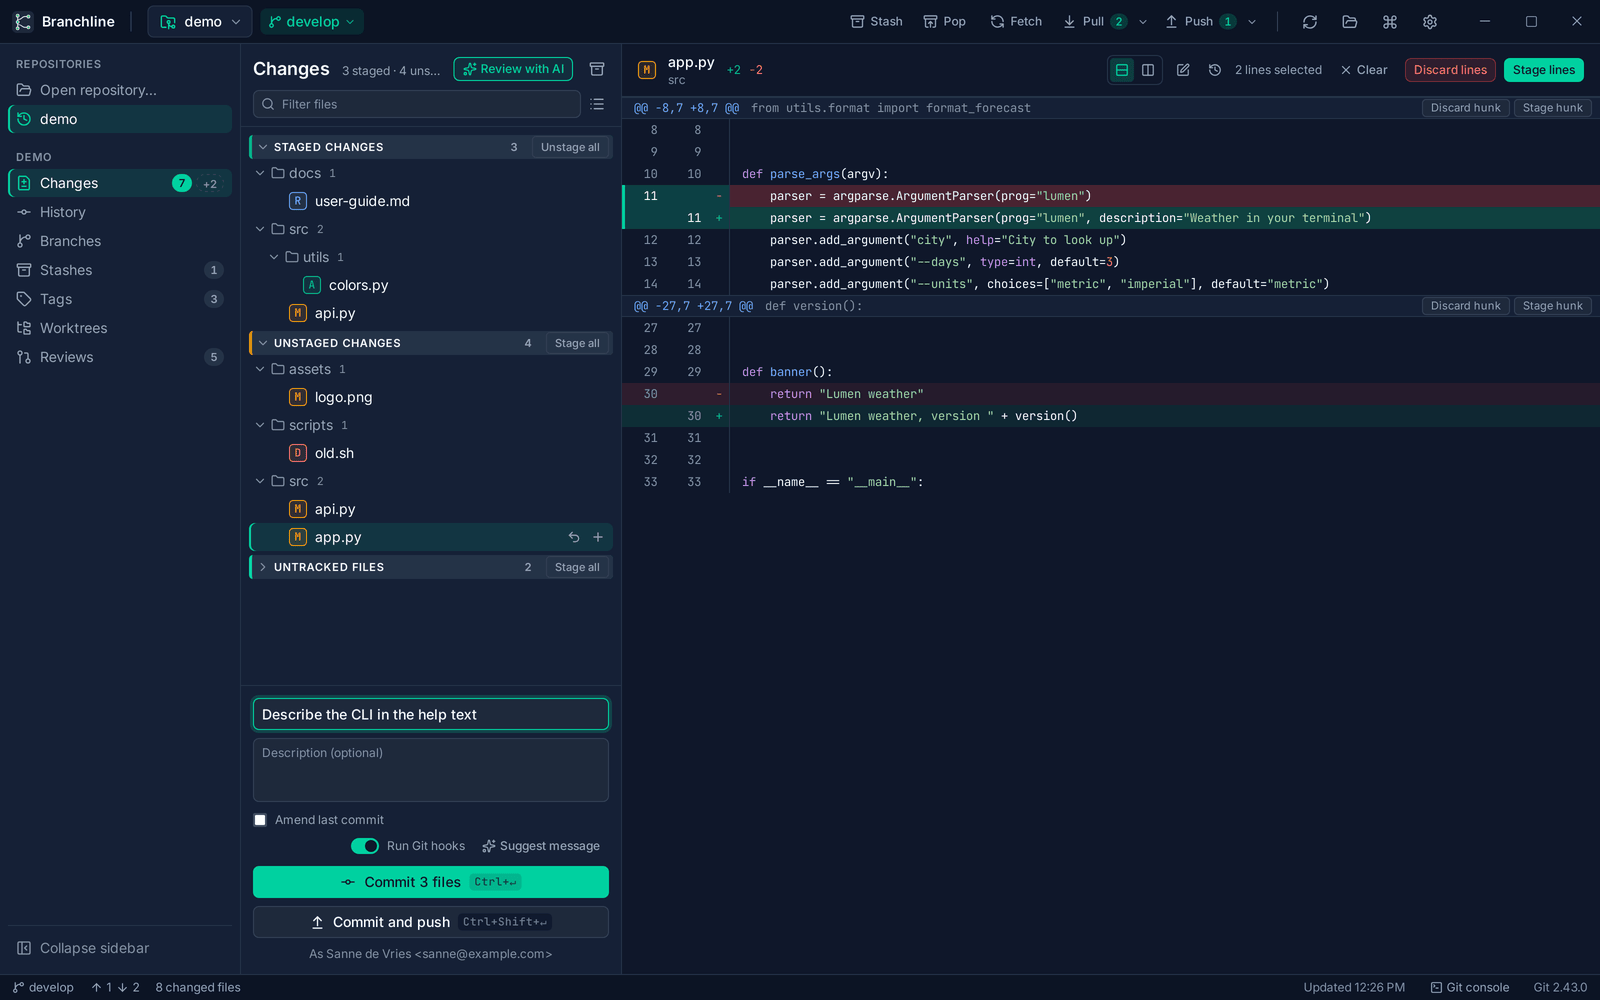 Branchline
demo
develop
Stash
Pop
Fetch
Pull 2
Push 1
REPOSITORIES
Open repository...
demo
DEMO
Changes 7 +2
History
Branches
Stashes 1
Tags 3
Worktrees
Reviews 5
Collapse sidebar
Changes 3 staged · 4 uns...
Review with AI
Filter files
STAGED CHANGES 3 Unstage all
docs 1
R user-guide.md
src 2
utils 1
A colors.py
M api.py
UNSTAGED CHANGES 4 Stage all
assets 1
M logo.png
scripts 1
D old.sh
src 2
M api.py
M app.py
UNTRACKED FILES 2 Stage all
Describe the CLI in the help text
Description (optional)
Amend last commit
Run Git hooks
Suggest message
Commit 3 files Ctrl+↵
Commit and push Ctrl+Shift+↵
As Sanne de Vries <sanne@example.com>
M app.py +2 -2
src
2 lines selected
Clear
Discard lines
Stage lines
@@ -8,7 +8,7 @@ from utils.format import format_forecast
Discard hunk
Stage hunk
8 8
9 9
10 10 def parse_args(argv):
11 - parser = argparse.ArgumentParser(prog="lumen")
11 + parser = argparse.ArgumentParser(prog="lumen", description="Weather in your terminal")
12 12 parser.add_argument("city", help="City to look up")
13 13 parser.add_argument("--days", type=int, default=3)
14 14 parser.add_argument("--units", choices=["metric", "imperial"], default="metric")
@@ -27,7 +27,7 @@ def version():
Discard hunk
Stage hunk
27 27
28 28
29 29 def banner():
30 - return "Lumen weather"
30 + return "Lumen weather, version " + version()
31 31
32 32
33 33 if __name__ == "__main__":
develop
↑ 1 ↓ 2
8 changed files
Updated 12:26 PM
Git console
Git 2.43.0